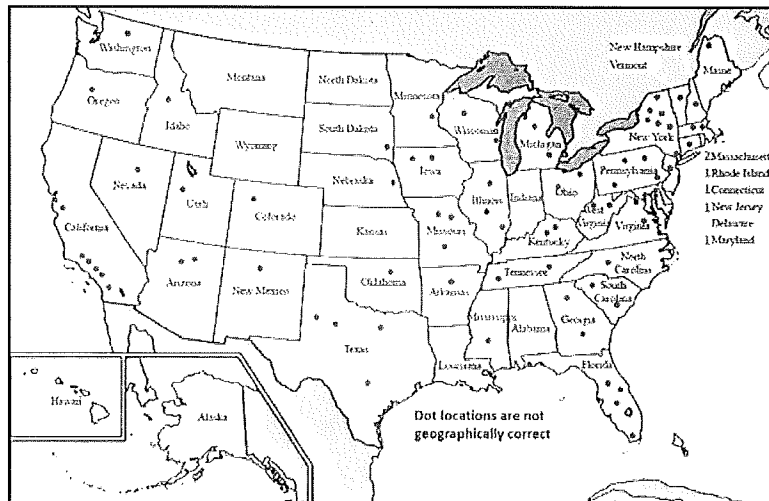 Washington
New Hampshire
Vermont
Maine
Montana
North Dakota
Minnesota
Oregon
Idaho
South Dakota
Wisconsin
Michigan
New York
Wyoming
2 Massachusett
1 Rhode Island
1 Connecticut
1 New Jersey
Delaware
1 Maryland
Iowa
Pennsylvania
Nebraska
Nevada
Utah
Colorado
Illinois
Indiana
Ohio
West
Virginia
Virginia
California
Kansas
Missouri
Kentucky
North
Carolina
Tennessee
Arizona
New Mexico
Oklahoma
Arkansas
South
Carolina
Mississippi
Alabama
Georgia
Texas
Louisiana
Florida
Hawaii
Alaska
Dot locations are not
geographically correct